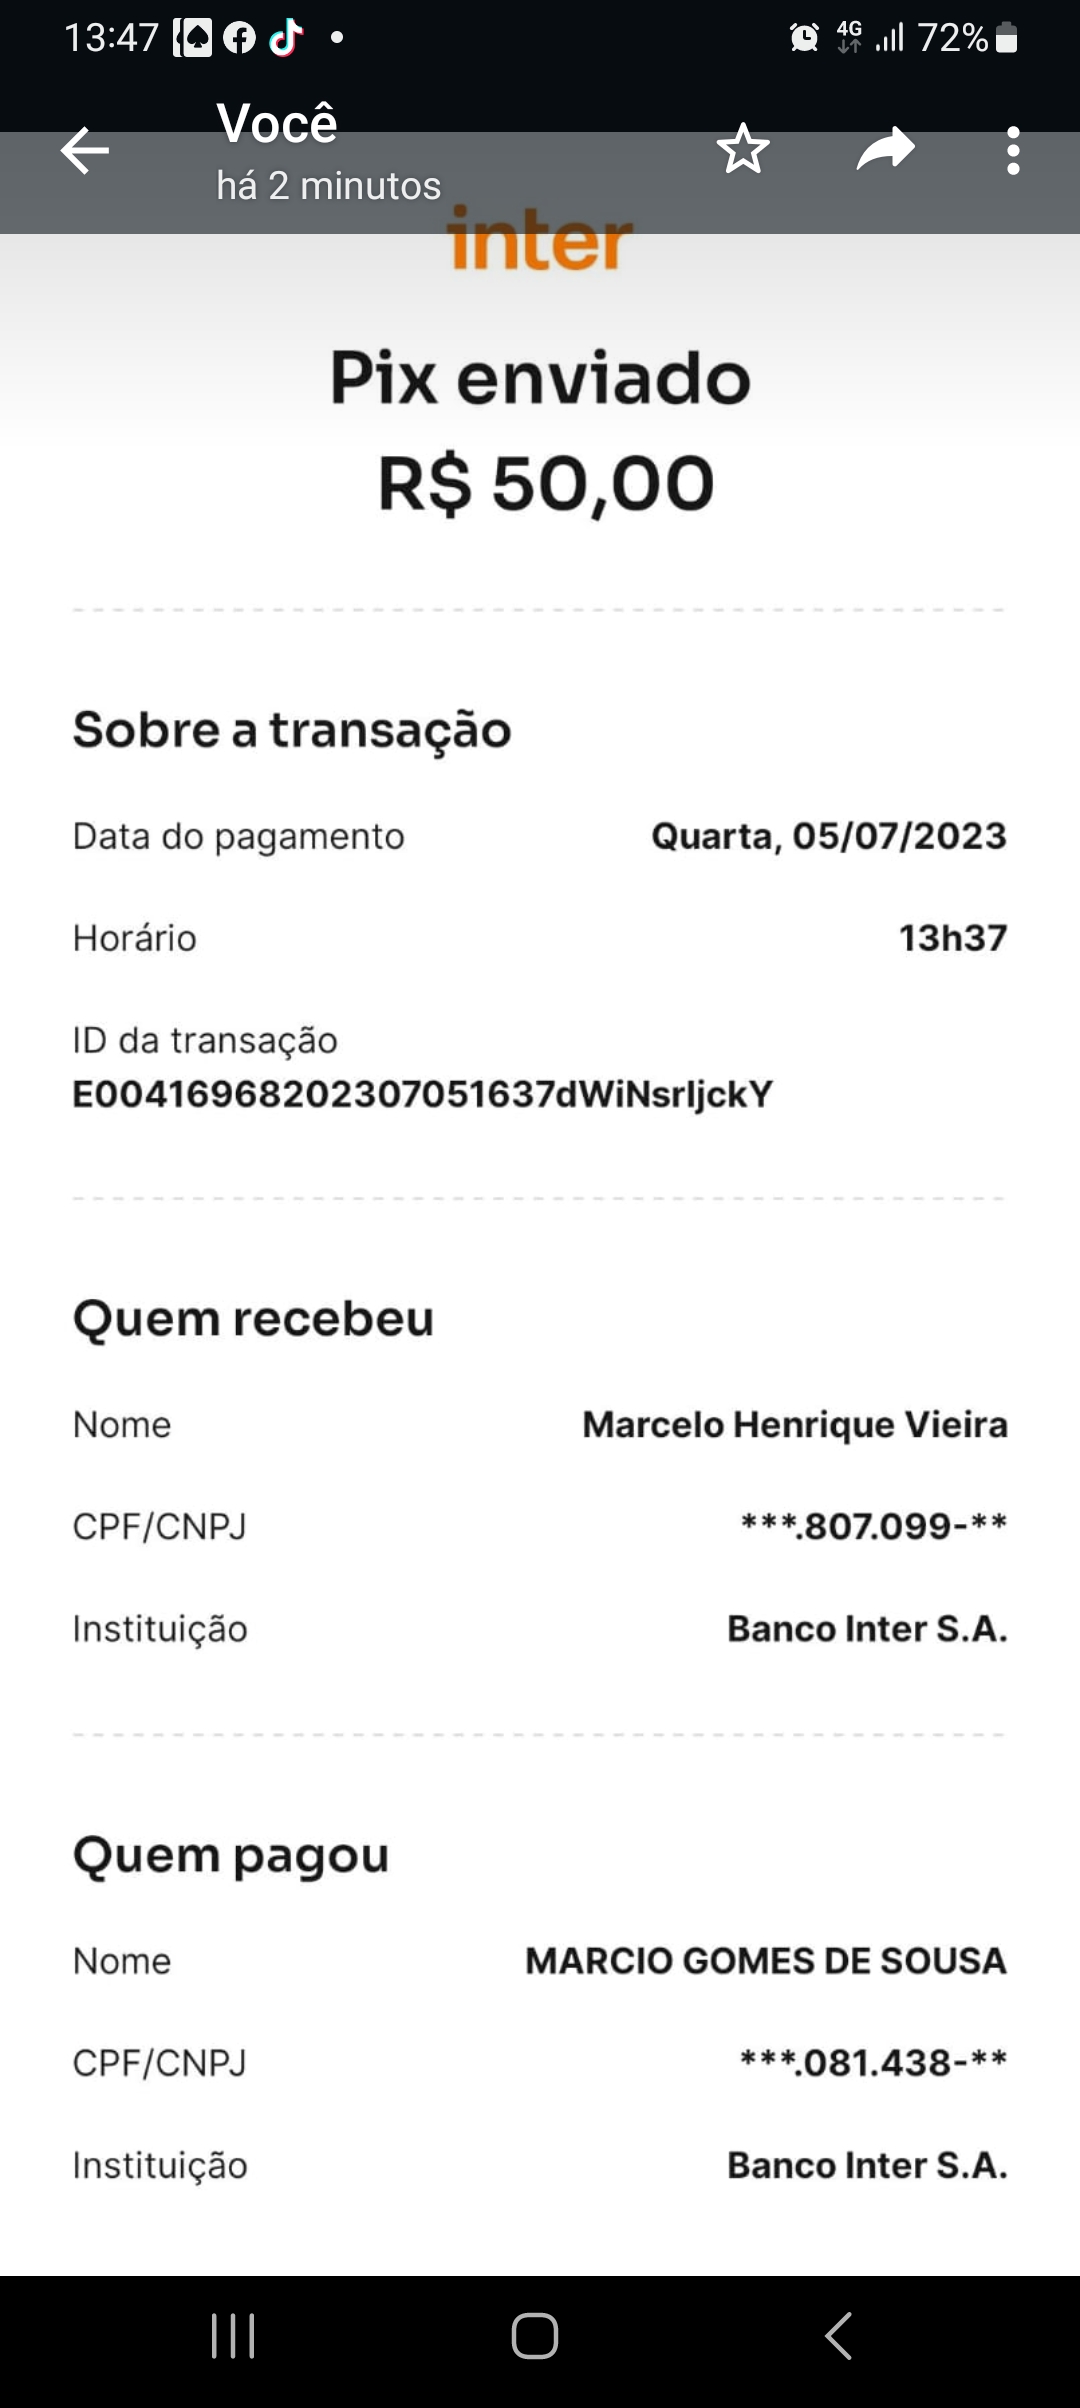 13:47 4G 72%
Você
há 2 minutos
inter
Pix enviado
R$ 50,00
Sobre a transação
Data do pagamento Quarta, 05/07/2023
Horário 13h37
ID da transação
E00416968202307051637dWiNsrIjckY
Quem recebeu
Nome Marcelo Henrique Vieira
CPF/CNPJ ***.807.099-**
Instituição Banco Inter S.A.
Quem pagou
Nome MARCIO GOMES DE SOUSA
CPF/CNPJ ***.081.438-**
Instituição Banco Inter S.A.